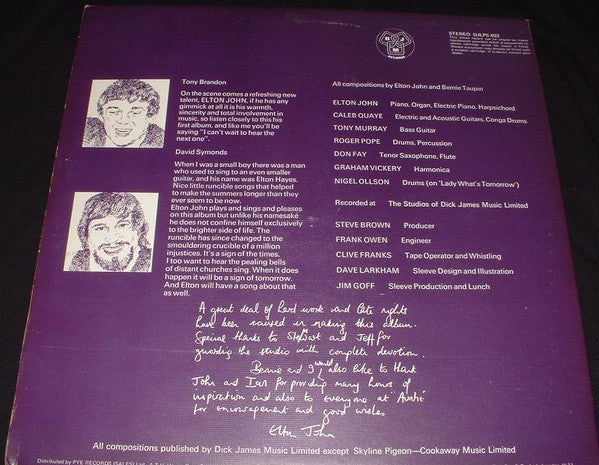 DJM
RECORDS
STEREO DJLPS 403
Tony Brandon
On the scene comes a refreshing new
talent, ELTON JOHN, if he has any
gimmick at all it is his warmth,
sincerity and total involvement in
music, so listen closely to this his
first album, and like me you'll be
saying "I can't wait to hear the
next one".
David Symonds
When I was a small boy there was a man
who used to sing to an even smaller
guitar, and his name was Elton Hayes.
Nice little runcible songs that helped
to make the summers longer than they
ever seem to be now.
Elton John plays and sings and pleases
on this album but unlike his namesake
he does not confine himself exclusively
to the brighter side of life. The
runcible has since changed to the
smouldering crucible of a million
injustices. It's a sign of the times.
I too want to hear the pealing bells
of distant churches sing. When it does
happen it will be a sign of tomorrow.
And Elton will have a song about that
as well.
All compositions by Elton John and Bernie Taupin
ELTON JOHN Piano, Organ, Electric Piano, Harpsichord
CALEB QUAYE Electric and Acoustic Guitars, Conga Drums
TONY MURRAY Bass Guitar
ROGER POPE Drums, Percussion
DON FAY Tenor Saxophone, Flute
GRAHAM VICKERY Harmonica
NIGEL OLLSON Drums (on 'Lady What's Tomorrow')
Recorded at The Studios of Dick James Music Limited
STEVE BROWN Producer
FRANK OWEN Engineer
CLIVE FRANKS Tape Operator and Whistling
DAVE LARKHAM Sleeve Design and Illustration
JIM GOFF Sleeve Production and Lunch
A great deal of hard work and late nights
have been caused in making this album.
Special thanks to and Jeff for
guarding the studio with complete devotion.
Bernie and I would also like to thank
John and Ian for providing many hours of
inspiration and also to everyone at 'Aunties'
for encouragement and good wishes
Elton John
All compositions published by Dick James Music Limited except Skyline Pigeon—Cookaway Music Limited
Distributed by PYE RECORDS (SALES) Ltd.